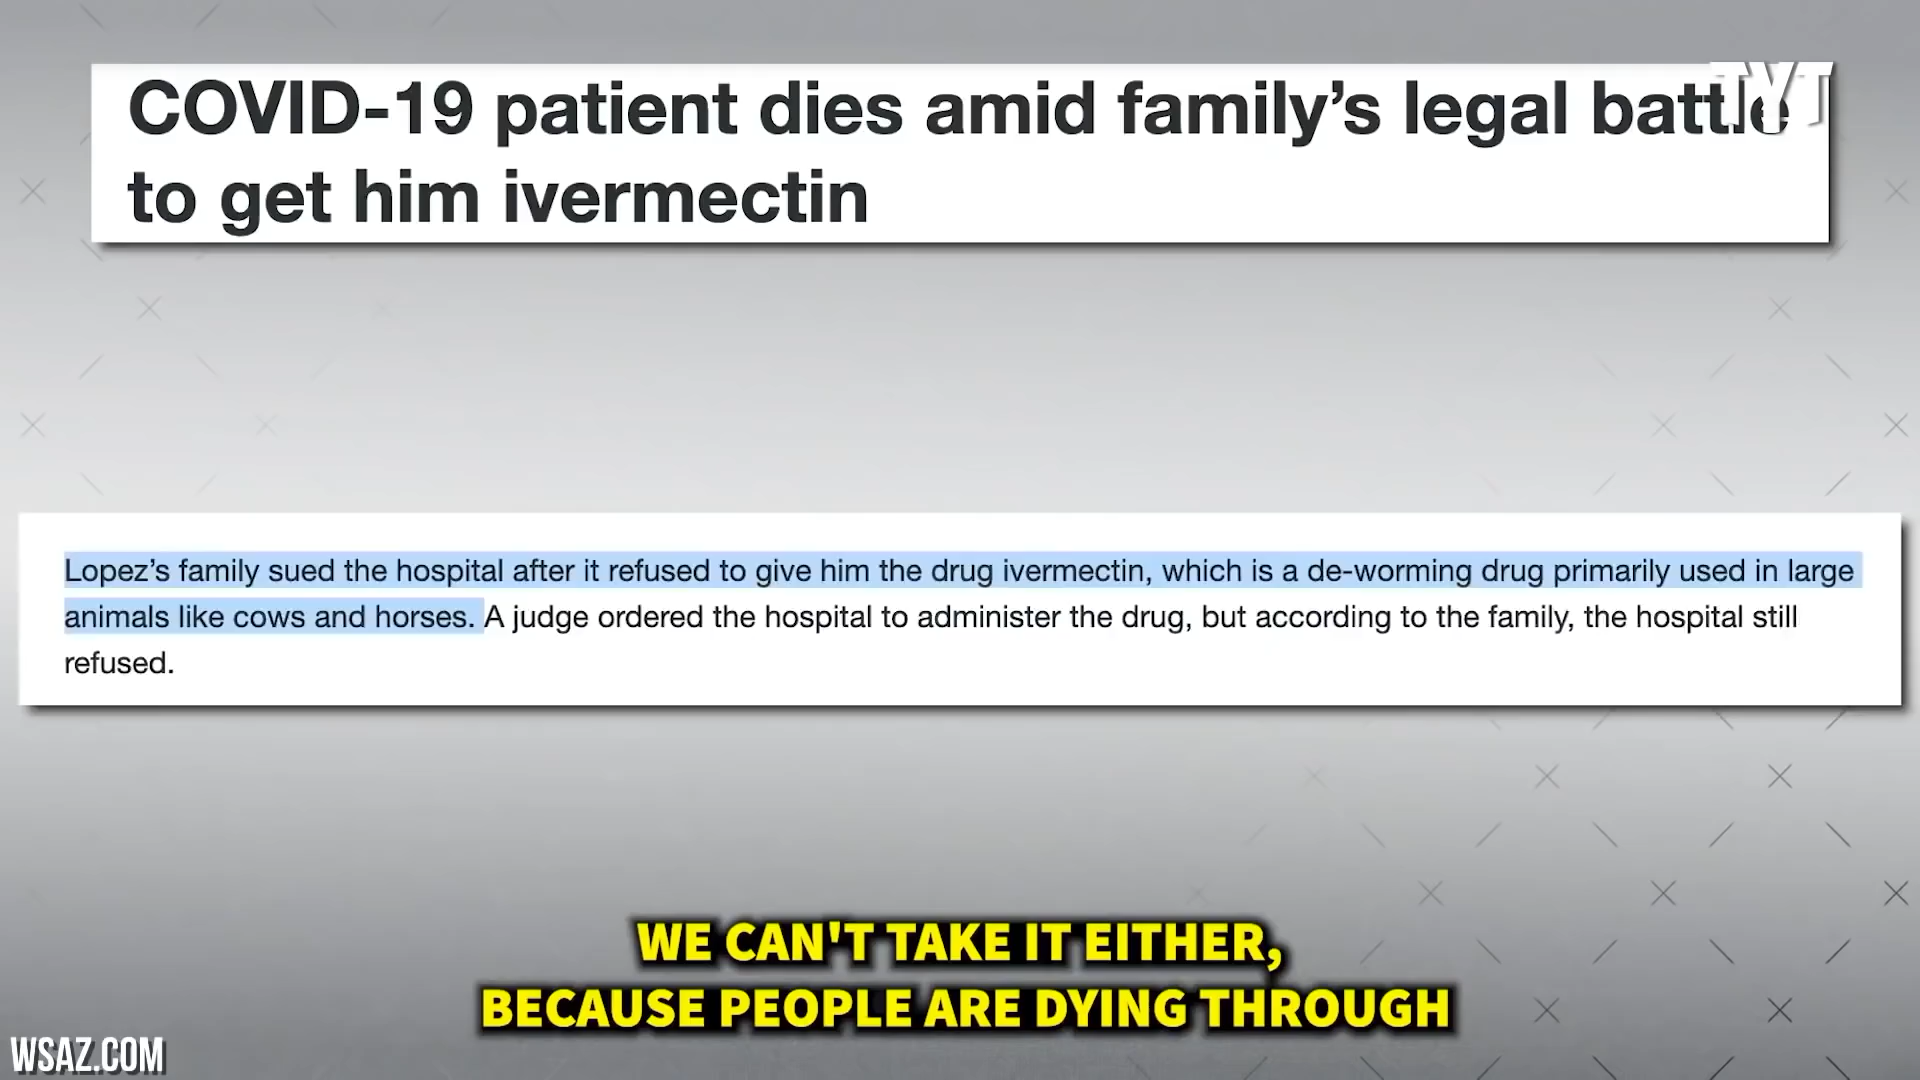 TYT
COVID-19 patient dies amid family’s legal battle
to get him ivermectin
Lopez’s family sued the hospital after it refused to give him the drug ivermectin, which is a de-worming drug primarily used in large
animals like cows and horses. A judge ordered the hospital to administer the drug, but according to the family, the hospital still
refused.
WE CAN'T TAKE IT EITHER,
BECAUSE PEOPLE ARE DYING THROUGH
WSAZ.COM